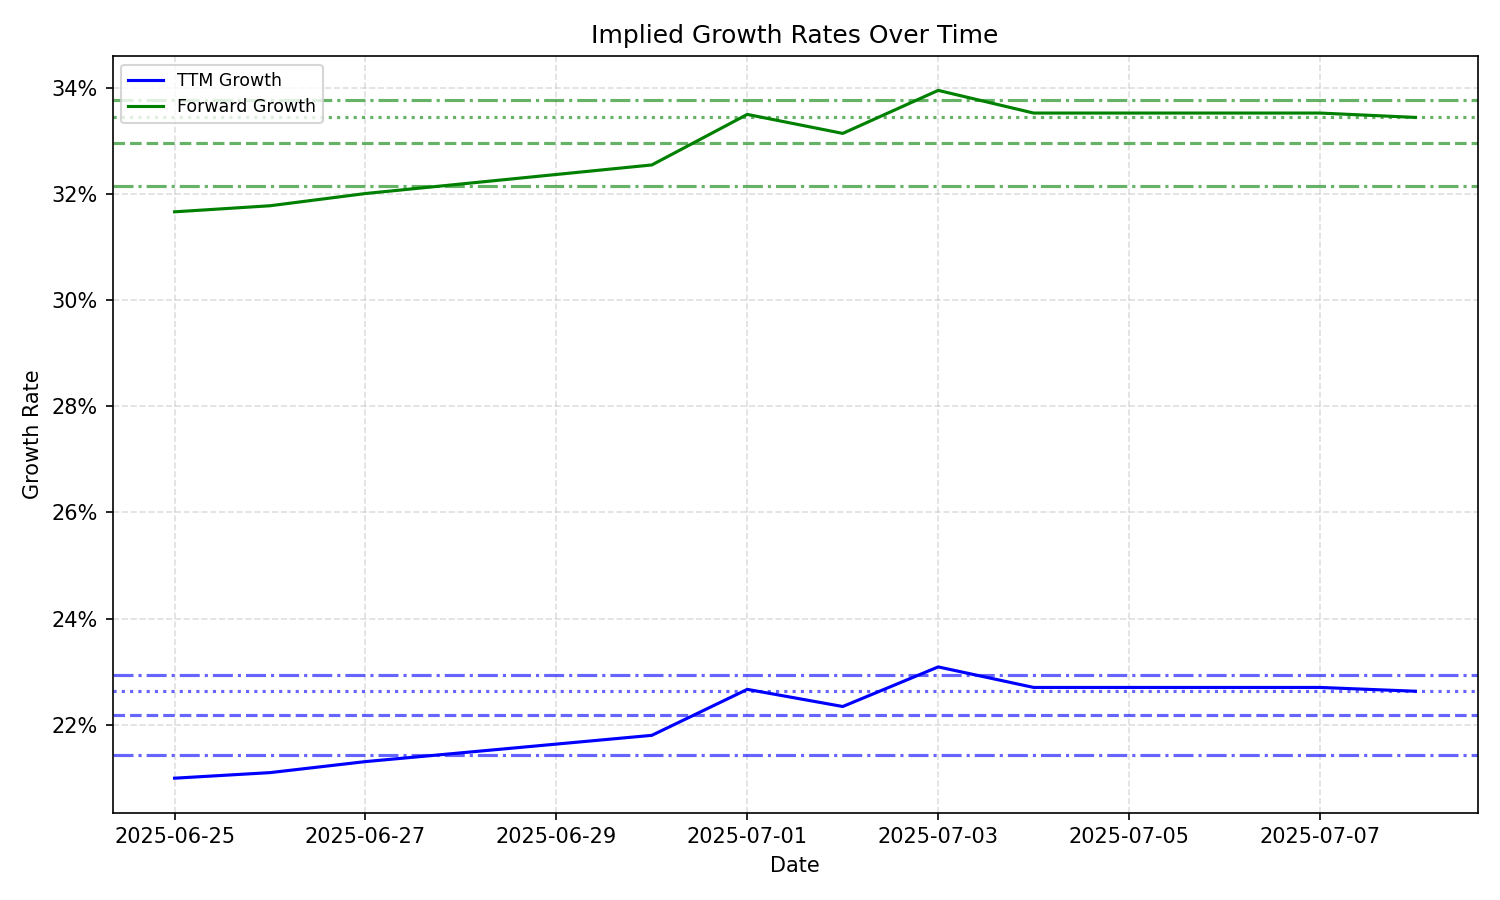 Implied Growth Rates Over Time
TTM Growth
Forward Growth
34%
32%
30%
28%
26%
24%
22%
Growth Rate
2025-06-25
2025-06-27
2025-06-29
2025-07-01
2025-07-03
2025-07-05
2025-07-07
Date